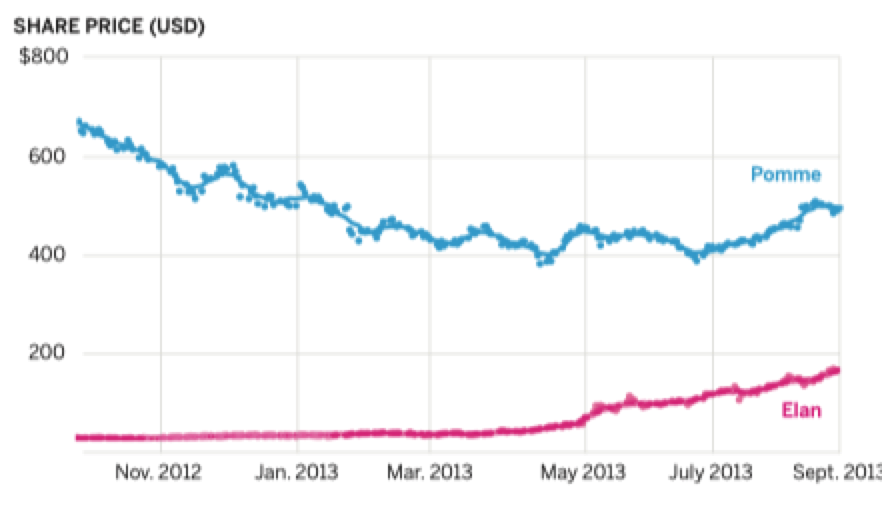 SHARE PRICE (USD)
$800
600
Pomme
400
200
Elan
Nov. 2012 Jan. 2013 Mar. 2013 May 2013 July 2013 Sept. 2013